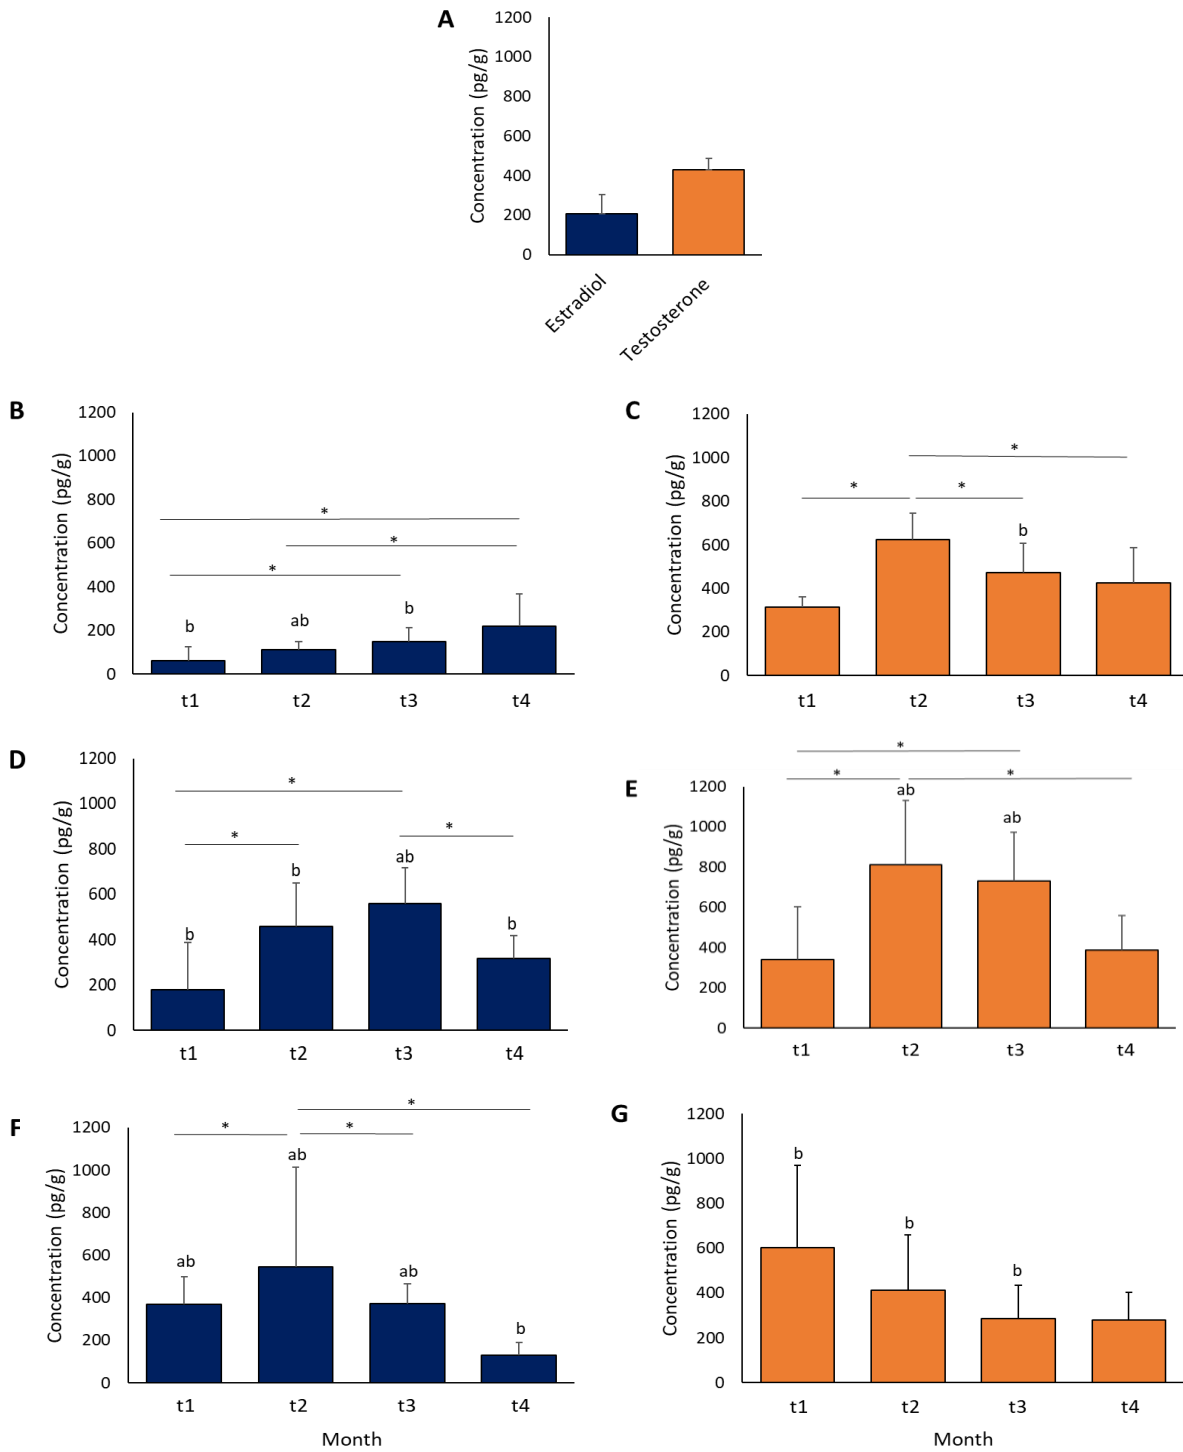 A
1200
1000
800
600
400
200
0
Concentration (pg/g)
Estradiol
Testosterone
B
1200
1000
800
600
400
200
0
Concentration (pg/g)
*
*
*
b
ab
b
t1 t2 t3 t4
C
1200
1000
800
600
400
200
0
Concentration (pg/g)
*
* *
b
t1 t2 t3 t4
D
1200
1000
800
600
400
200
0
Concentration (pg/g)
*
* *
b
b
ab
b
t1 t2 t3 t4
E
1200
1000
800
600
400
200
0
Concentration (pg/g)
*
* *
ab
ab
t1 t2 t3 t4
F
1200
1000
800
600
400
200
0
Concentration (pg/g)
*
* *
ab
ab
ab
b
t1 t2 t3 t4
Month
G
1200
1000
800
600
400
200
0
Concentration (pg/g)
b
b
b
t1 t2 t3 t4
Month